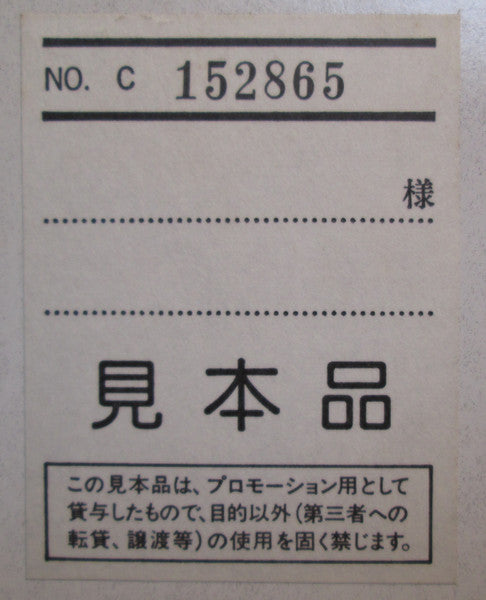 NO. C 152865
様
見本品
この見本品は、プロモーション用として
貸与したもので、目的以外(第三者への
転貸、譲渡等)の使用を固く禁じます。